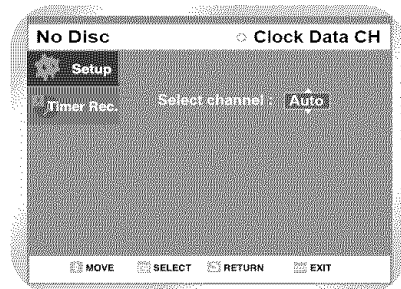 No Disc Clock Data CH
Setup
Timer Rec. Select channel : Auto
MOVE SELECT RETURN EXIT